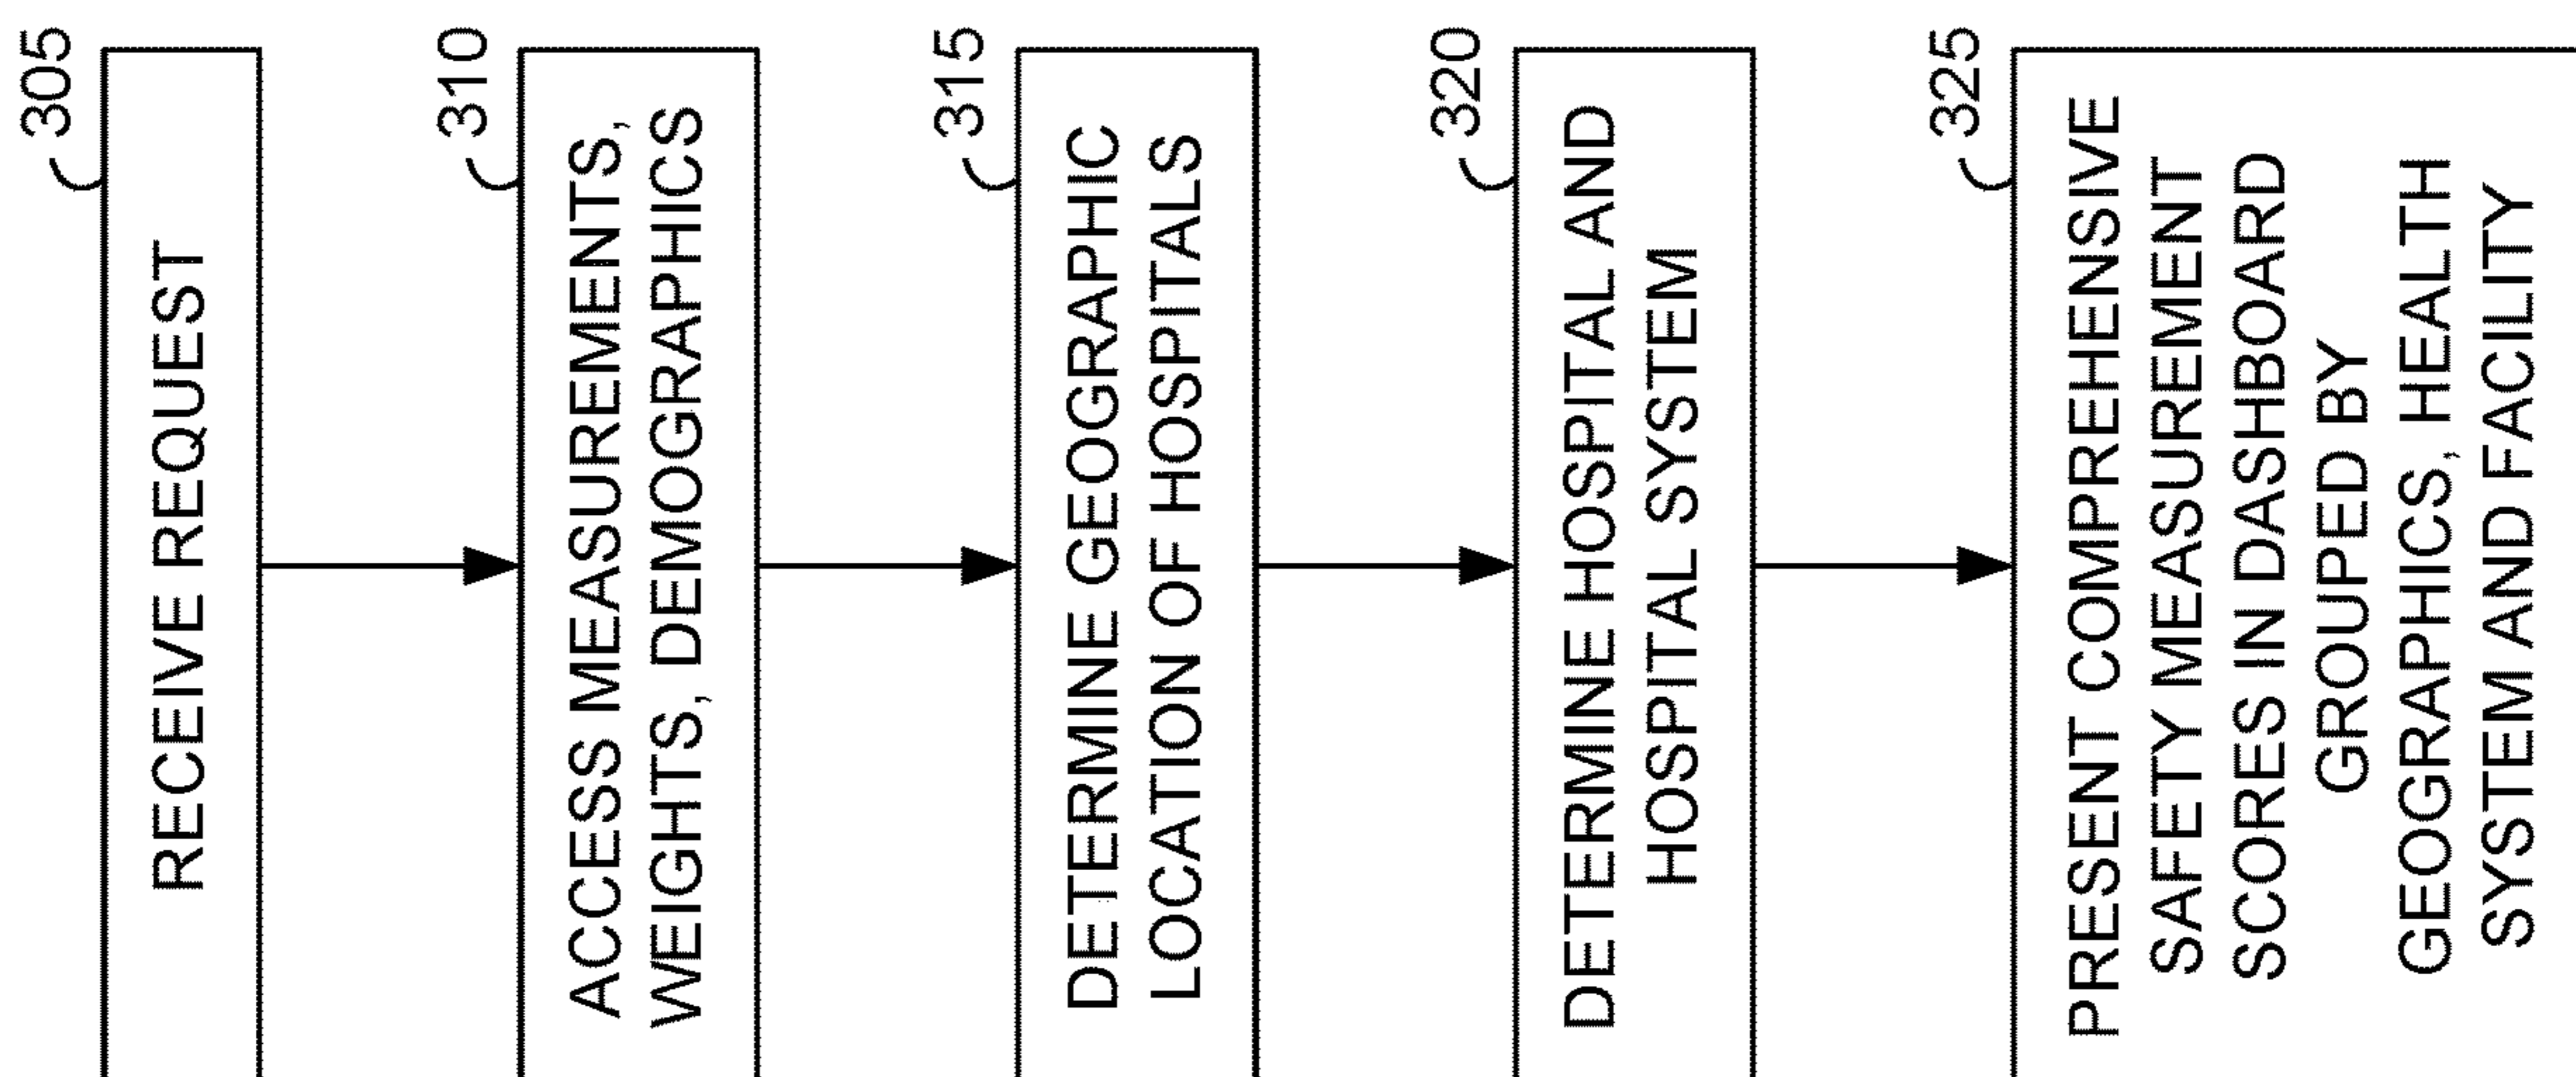 305
RECEIVE REQUEST
310
ACCESS MEASUREMENTS,
WEIGHTS, DEMOGRAPHICS
315
DETERMINE GEOGRAPHIC
LOCATION OF HOSPITALS
320
DETERMINE HOSPITAL AND
HOSPITAL SYSTEM
325
PRESENT COMPREHENSIVE
SAFETY MEASUREMENT
SCORES IN DASHBOARD
GROUPED BY
GEOGRAPHICS, HEALTH
SYSTEM AND FACILITY